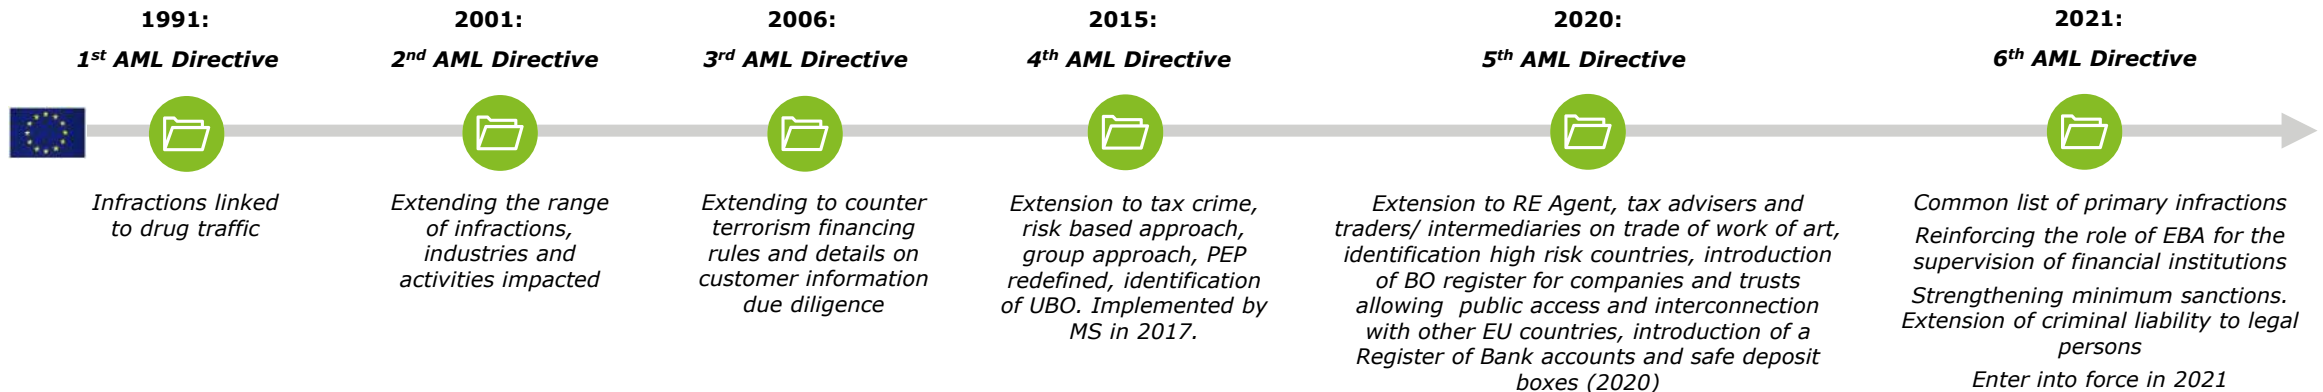 1991:
1st AML Directive
Infractions linked
to drug traffic
2001:
2nd AML Directive
Extending the range
of infractions,
industries and
activities impacted
2006:
3rd AML Directive
Extending to counter
terrorism financing
rules and details on
customer information
due diligence
2015:
4th AML Directive
Extension to tax crime,
risk based approach,
group approach, PEP
redefined, identification
of UBO. Implemented by
MS in 2017.
2020:
5th AML Directive
Extension to RE Agent, tax advisers and
traders/ intermediaries on trade of work of art,
identification high risk countries, introduction
of BO register for companies and trusts
allowing public access and interconnection
with other EU countries, introduction of a
Register of Bank accounts and safe deposit
boxes (2020)
2021:
6th AML Directive
Common list of primary infractions
Reinforcing the role of EBA for the
supervision of financial institutions
Strengthening minimum sanctions.
Extension of criminal liability to legal
persons
Enter into force in 2021